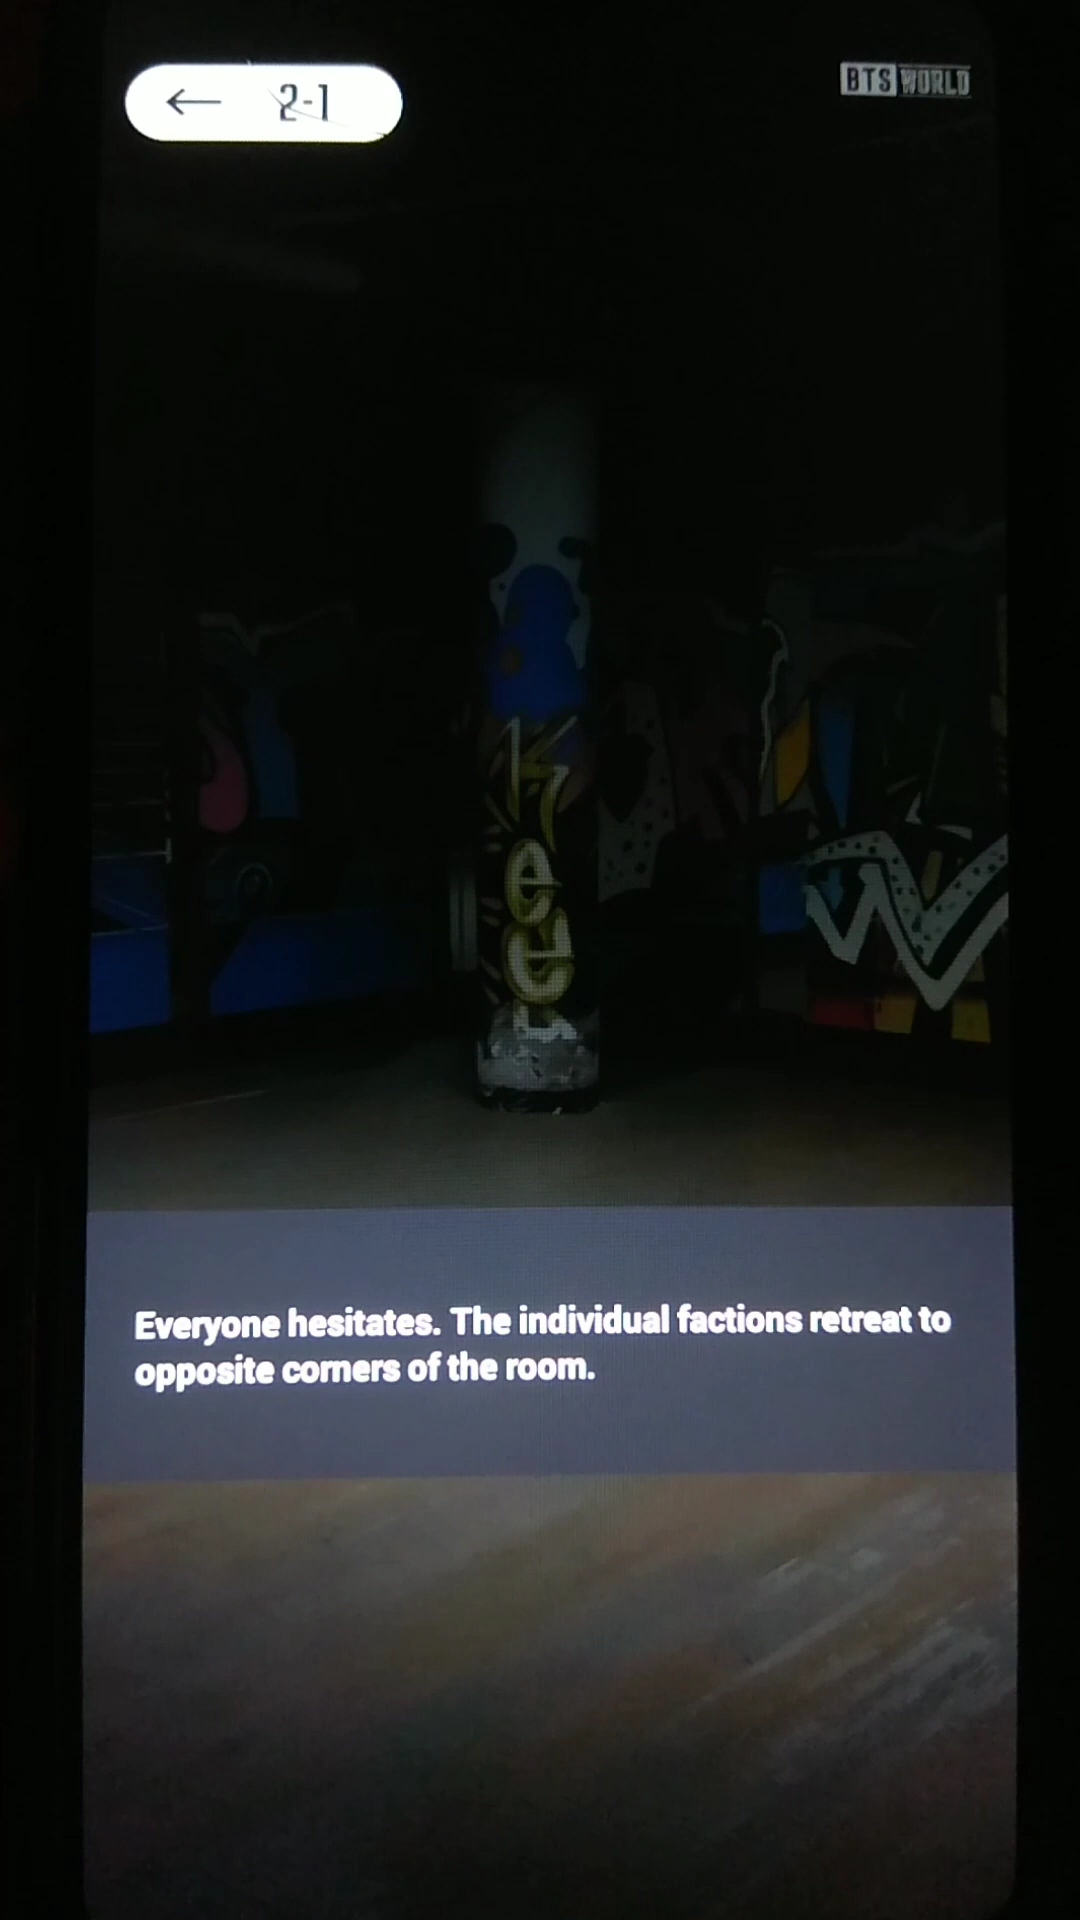 ← 2-1
BTS WORLD
Everyone hesitates. The individual factions retreat to
opposite corners of the room.